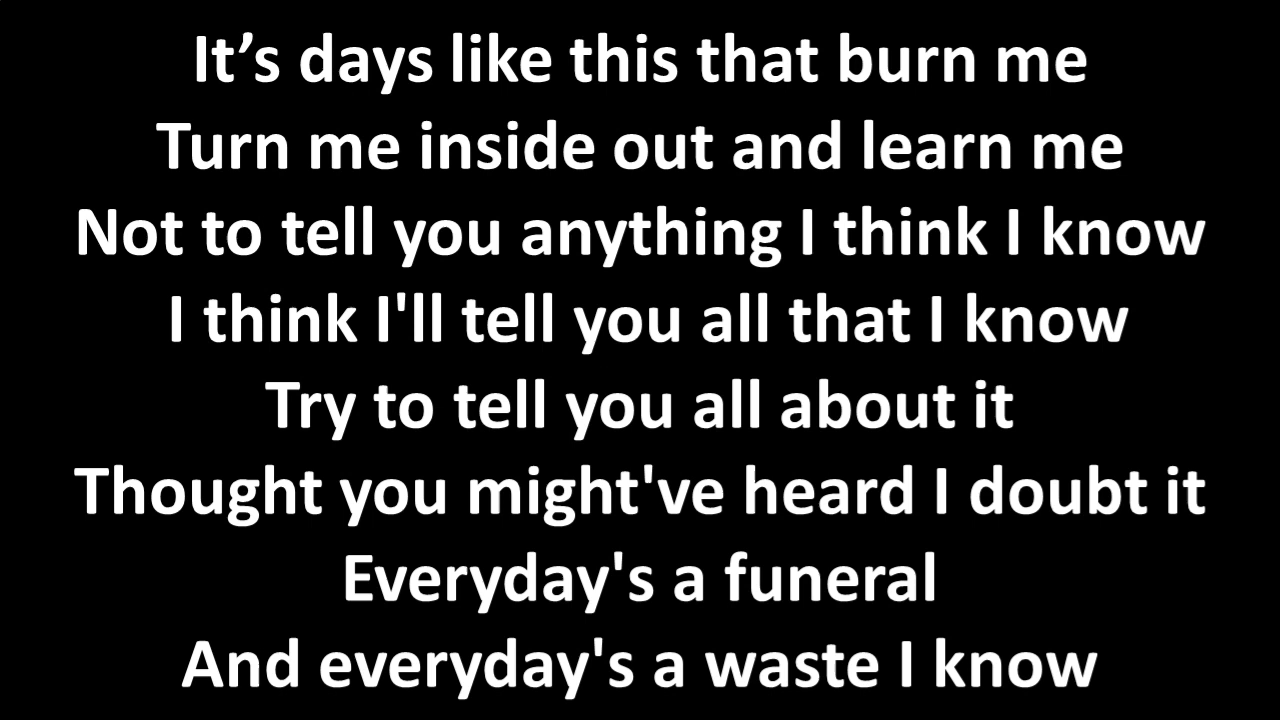 It’s days like this that burn me
Turn me inside out and learn me
Not to tell you anything I think I know
I think I'll tell you all that I know
Try to tell you all about it
Thought you might've heard I doubt it
Everyday's a funeral
And everyday's a waste I know